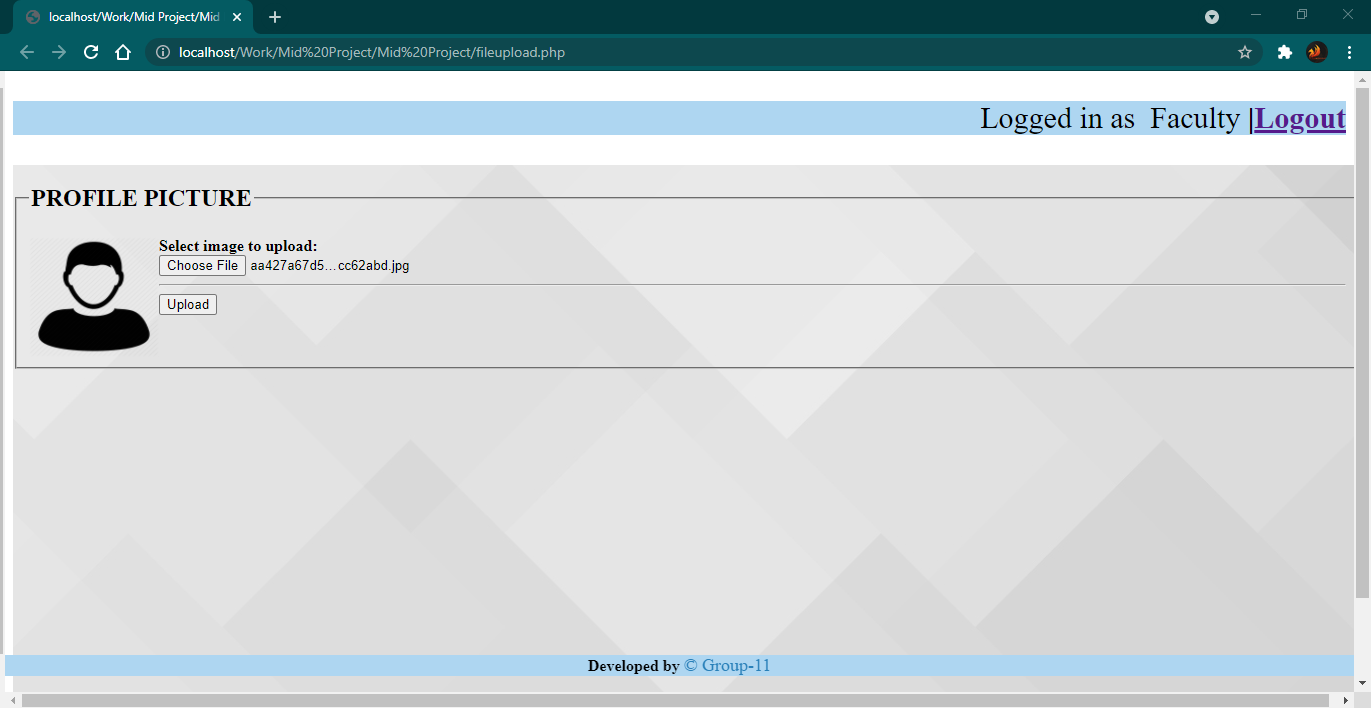 localhost/Work/Mid Project/Mid
localhost/Work/Mid%20Project/Mid%20Project/fileupload.php
Logged in as Faculty |Logout
PROFILE PICTURE
Select image to upload:
Choose File aa427a67d5...cc62abd.jpg
Upload
Developed by © Group-11